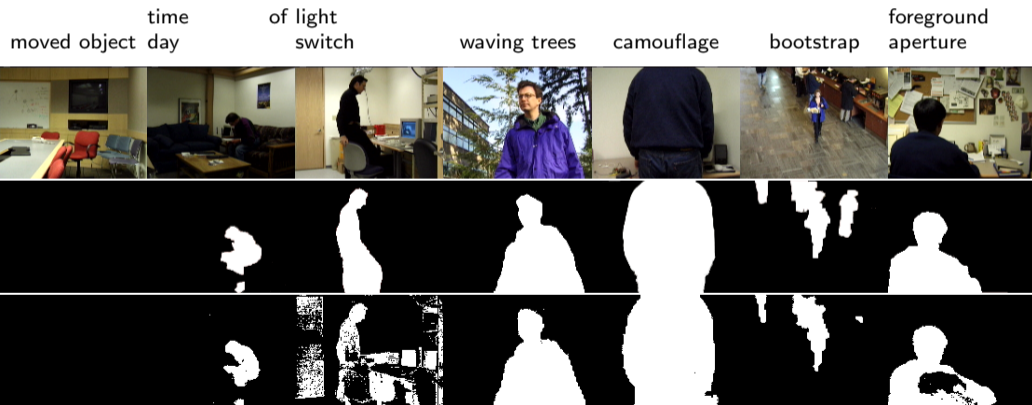 moved object
time of day
light switch
waving trees
camouflage
bootstrap
foreground aperture